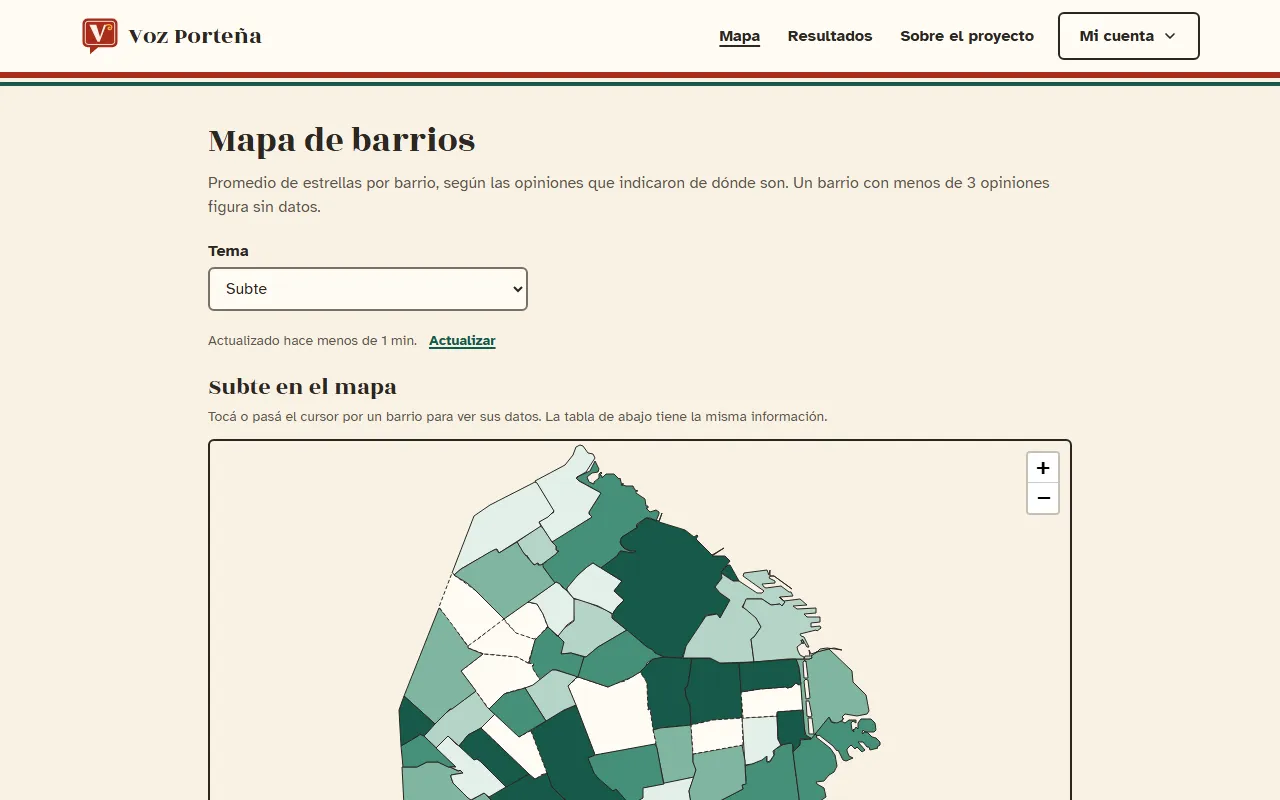 Voz Porteña
Mapa
Resultados
Sobre el proyecto
Mi cuenta
Mapa de barrios
Promedio de estrellas por barrio, según las opiniones que indicaron de dónde son. Un barrio con menos de 3 opiniones
figura sin datos.
Tema
Subte
Actualizado hace menos de 1 min. Actualizar
Subte en el mapa
Tocá o pasá el cursor por un barrio para ver sus datos. La tabla de abajo tiene la misma información.
+
−